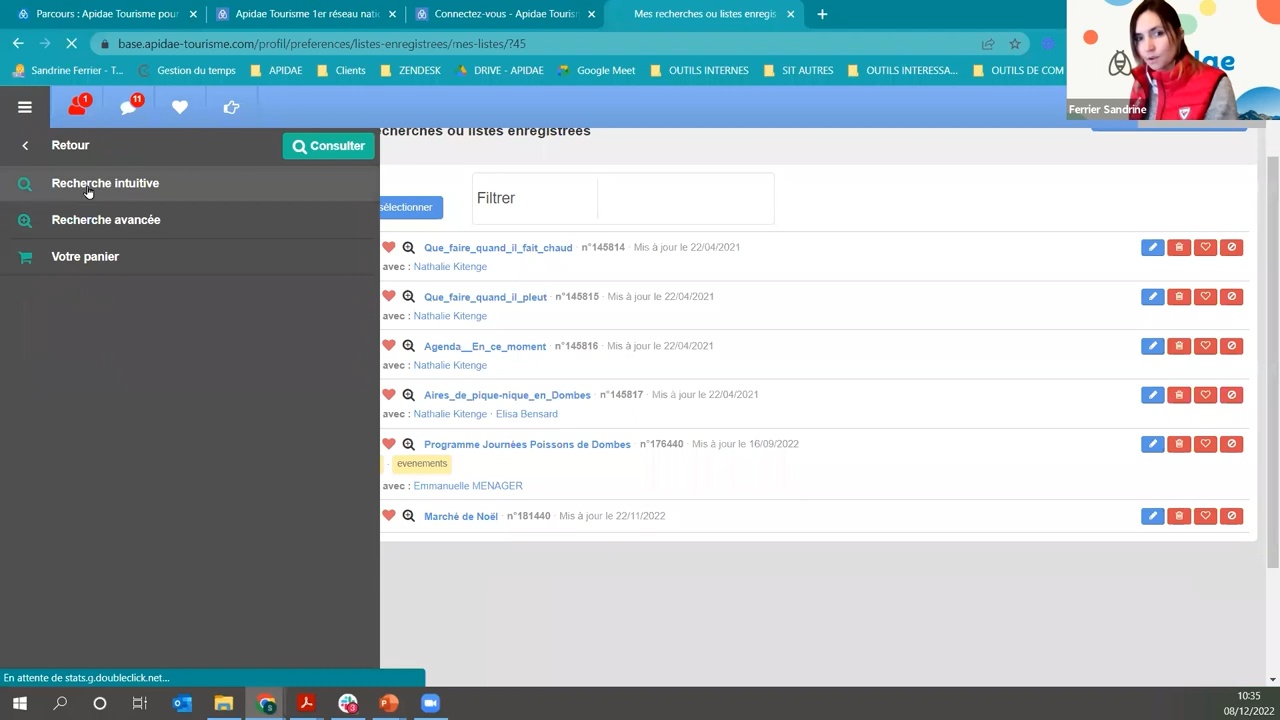 Parcours : Apidae Tourisme pour
Apidae Tourisme 1er réseau nati
Connectez-vous - Apidae Tourism
Mes recherches ou listes enregis
base.apidae-tourisme.com/profil/preferences/listes-enregistrees/mes-listes/?45
Sandrine Ferrier - T...
Gestion du temps
APIDAE
Clients
ZENDESK
DRIVE - APIDAE
Google Meet
OUTILS INTERNES
SIT AUTRES
OUTILS INTERESSA...
OUTILS DE COM
Ferrier Sandrine
1
11
Retour
Consulter
echerches ou listes enregistrées
Recherche intuitive
Recherche avancée
Votre panier
sélectionner
Filtrer
Que_faire_quand_il_fait_chaud · n°145814 · Mis à jour le 22/04/2021
avec : Nathalie Kitenge
Que_faire_quand_il_pleut · n°145815 · Mis à jour le 22/04/2021
avec : Nathalie Kitenge
Agenda__En_ce_moment · n°145816 · Mis à jour le 22/04/2021
avec : Nathalie Kitenge
Aires_de_pique-nique_en_Dombes · n°145817 · Mis à jour le 22/04/2021
avec : Nathalie Kitenge · Elisa Bensard
Programme Journées Poissons de Dombes · n°176440 · Mis à jour le 16/09/2022
· evenements
avec : Emmanuelle MENAGER
Marché de Noël · n°181440 · Mis à jour le 22/11/2022
En attente de stats.g.doubleclick.net...
10:35
08/12/2022